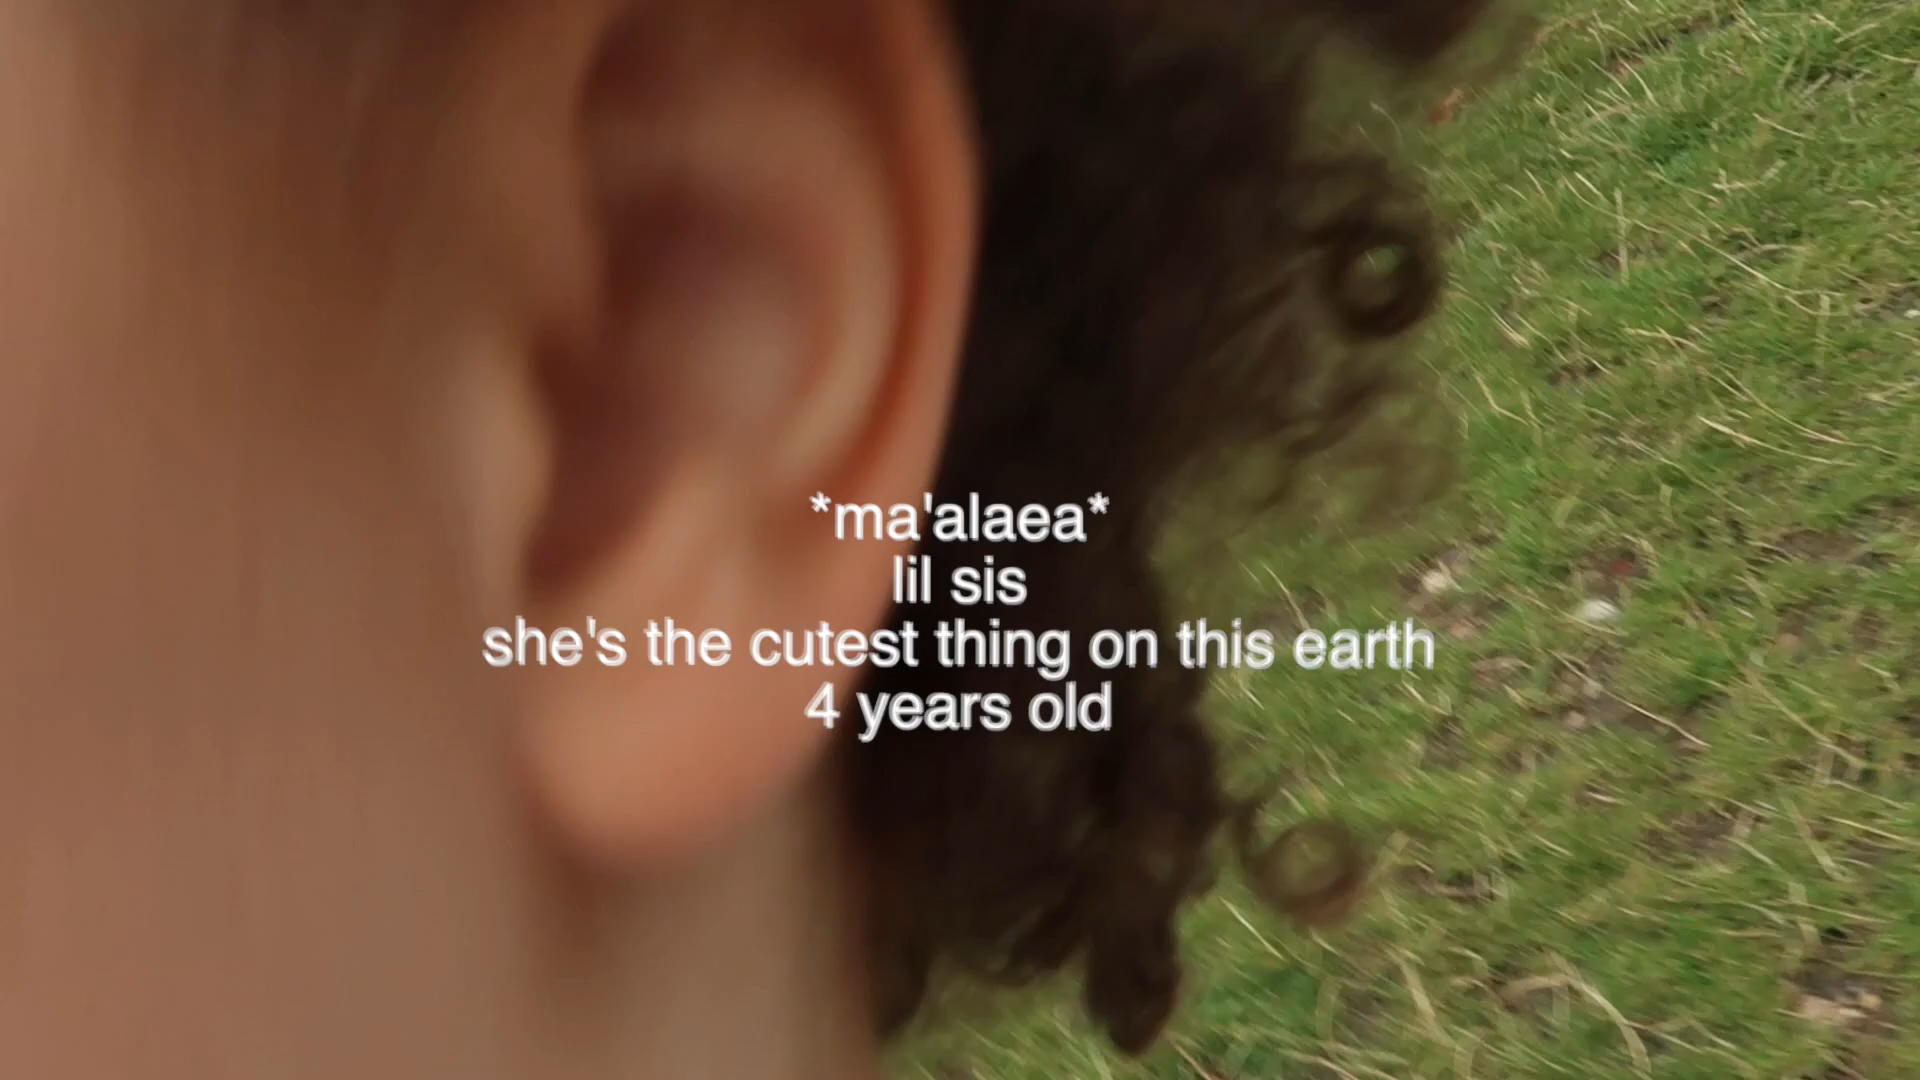 *ma'alaea*
lil sis
she's the cutest thing on this earth
4 years old